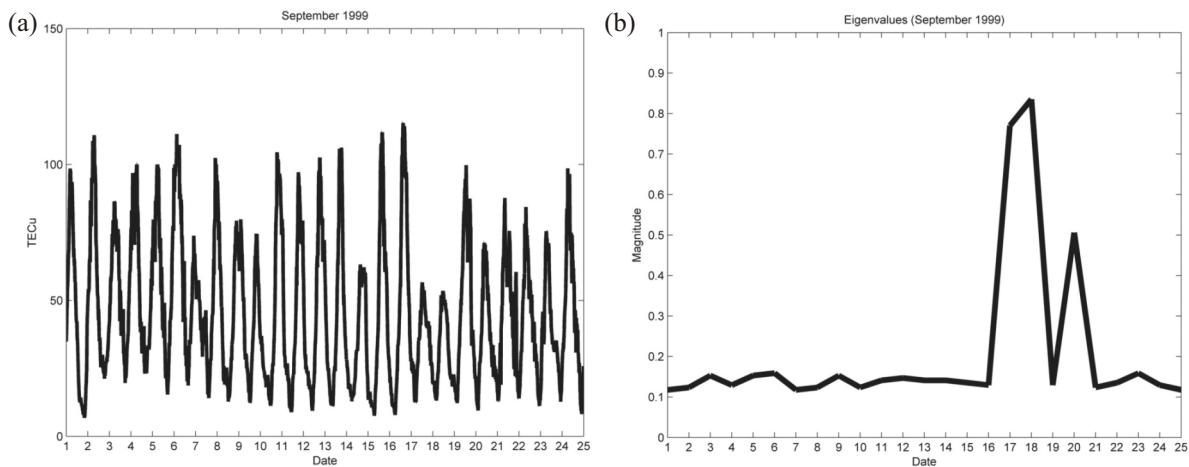 (a)
September 1999
150
100
50
0
TECu
1 2 3 4 5 6 7 8 9 10 11 12 13 14 15 16 17 18 19 20 21 22 23 24 25
Date
(b)
Eigenvalues (September 1999)
1
0.9
0.8
0.7
0.6
0.5
0.4
0.3
0.2
0.1
0
Magnitude
1 2 3 4 5 6 7 8 9 10 11 12 13 14 15 16 17 18 19 20 21 22 23 24 25
Date